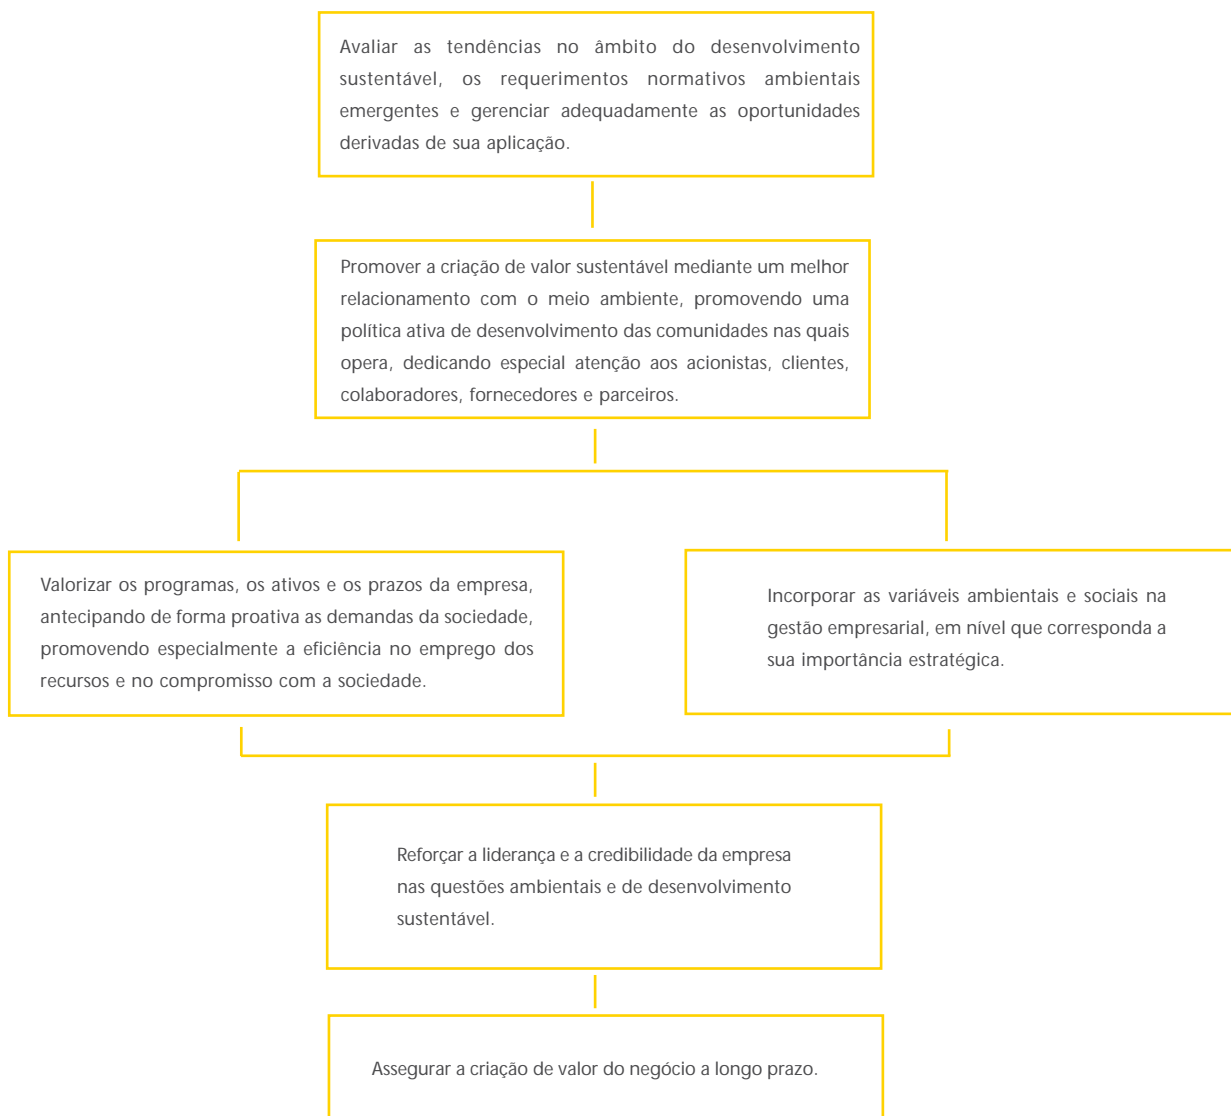 Avaliar as tendências no âmbito do desenvolvimento
sustentável, os requerimentos normativos ambientais
emergentes e gerenciar adequadamente as oportunidades
derivadas de sua aplicação.
Promover a criação de valor sustentável mediante um melhor
relacionamento com o meio ambiente, promovendo uma
política ativa de desenvolvimento das comunidades nas quais
opera, dedicando especial atenção aos acionistas, clientes,
colaboradores, fornecedores e parceiros.
Valorizar os programas, os ativos e os prazos da empresa,
antecipando de forma proativa as demandas da sociedade,
promovendo especialmente a eficiência no emprego dos
recursos e no compromisso com a sociedade.
Incorporar as variáveis ambientais e sociais na
gestão empresarial, em nível que corresponda a
sua importância estratégica.
Reforçar a liderança e a credibilidade da empresa
nas questões ambientais e de desenvolvimento
sustentável.
Assegurar a criação de valor do negócio a longo prazo.